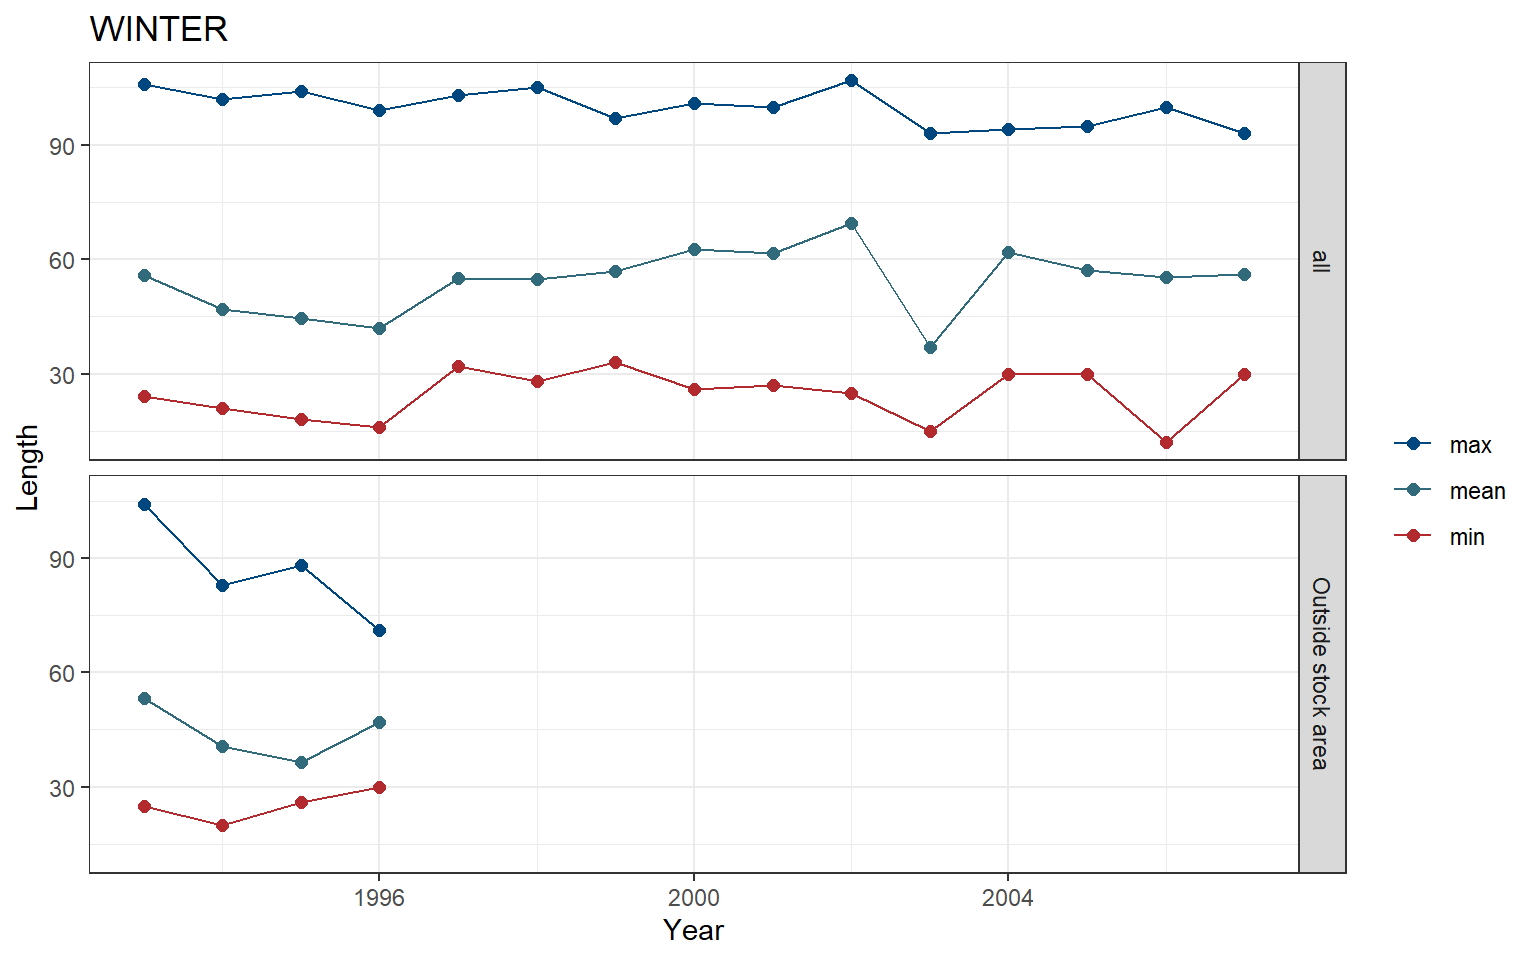 WINTER
Length
90
60
30
all
90
60
30
Outside stock area
1996 2000 2004
Year
max
mean
min